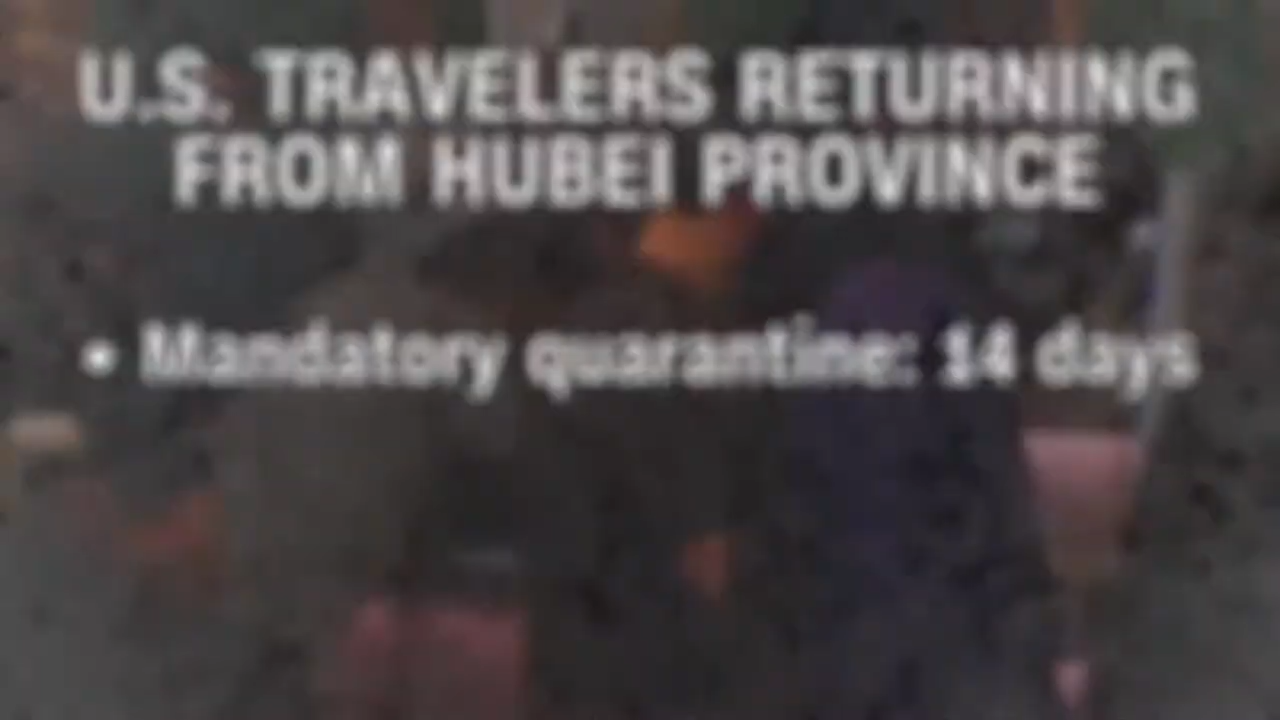 U.S. TRAVELERS RETURNING
FROM HUBEI PROVINCE
• Mandatory quarantine: 14 days